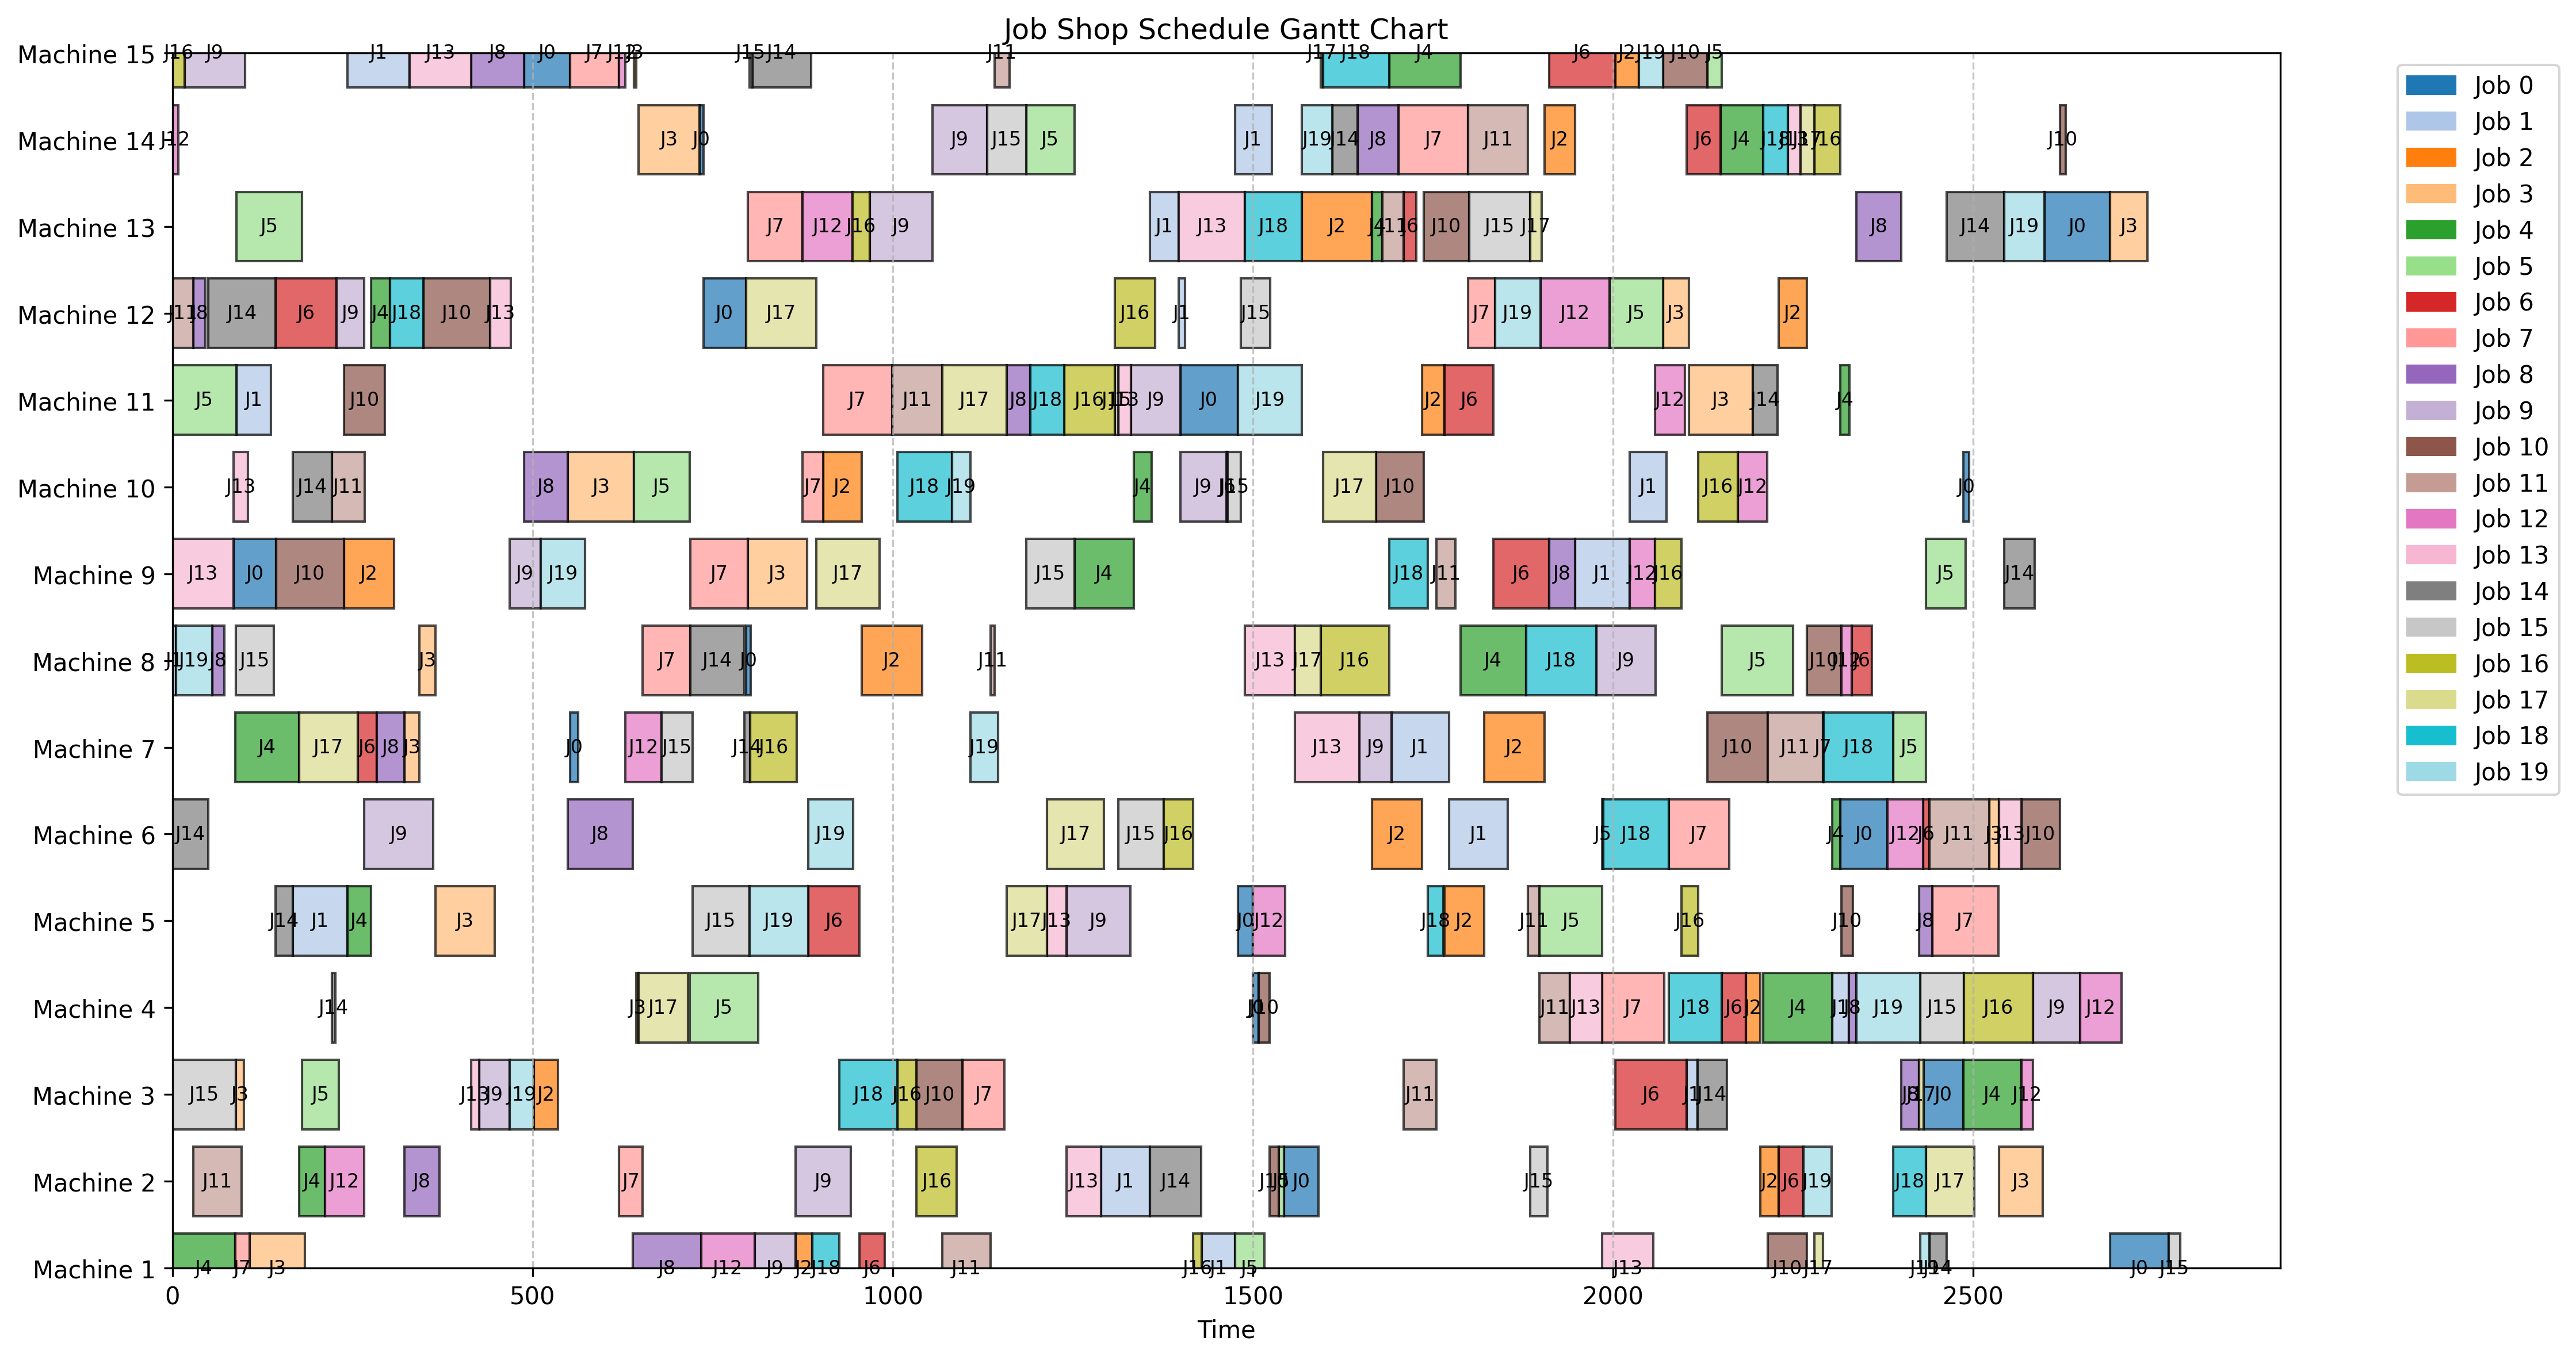 Job Shop Schedule Gantt Chart
Machine 15 J16 J9 J1 J13 J8 J0 J7 J12 J3 J15 J14 J11 J17 J18 J4 J6 J2 J19 J10 J5
Machine 14 J12 J3 J0 J9 J15 J5 J1 J19 J14 J8 J7 J11 J2 J6 J4 J18 J13 J17 J16 J10
Machine 13 J5 J7 J12 J16 J9 J1 J13 J18 J2 J4 J11 J6 J10 J15 J17 J8 J14 J19 J0 J3
Machine 12 J11 J8 J14 J6 J9 J4 J18 J10 J13 J0 J17 J16 J1 J15 J7 J19 J12 J5 J3 J2
Machine 11 J5 J1 J10 J7 J11 J17 J8 J18 J16 J15 J13 J9 J0 J19 J2 J6 J12 J3 J14 J4
Machine 10 J13 J14 J11 J8 J3 J5 J7 J2 J18 J19 J4 J9 J6 J15 J17 J10 J1 J16 J12 J0
Machine 9 J13 J0 J10 J2 J9 J19 J7 J3 J17 J15 J4 J18 J11 J6 J8 J1 J12 J16 J5 J14
Machine 8 J1 J19 J8 J15 J3 J7 J14 J0 J2 J11 J13 J17 J16 J4 J18 J9 J5 J10 J12 J6
Machine 7 J4 J17 J6 J8 J3 J0 J12 J15 J14 J16 J19 J13 J9 J1 J2 J10 J11 J7 J18 J5
Machine 6 J14 J9 J8 J19 J17 J15 J16 J2 J1 J5 J18 J7 J4 J0 J12 J6 J11 J3 J13 J10
Machine 5 J14 J1 J4 J3 J15 J19 J6 J17 J13 J9 J0 J12 J18 J2 J11 J5 J16 J10 J8 J7
Machine 4 J14 J3 J17 J5 J0 J10 J11 J13 J7 J18 J6 J2 J4 J1 J8 J19 J15 J16 J9 J12
Machine 3 J15 J3 J5 J13 J9 J19 J2 J18 J16 J10 J7 J11 J6 J1 J14 J8 J17 J0 J4 J12
Machine 2 J11 J4 J12 J8 J7 J9 J16 J13 J1 J14 J10 J5 J0 J15 J2 J6 J19 J18 J17 J3
Machine 1 J4 J7 J3 J8 J12 J9 J2 J18 J6 J11 J16 J1 J5 J13 J10 J17 J19 J14 J0 J15
0 500 1000 1500 2000 2500
Time
Job 0
Job 1
Job 2
Job 3
Job 4
Job 5
Job 6
Job 7
Job 8
Job 9
Job 10
Job 11
Job 12
Job 13
Job 14
Job 15
Job 16
Job 17
Job 18
Job 19